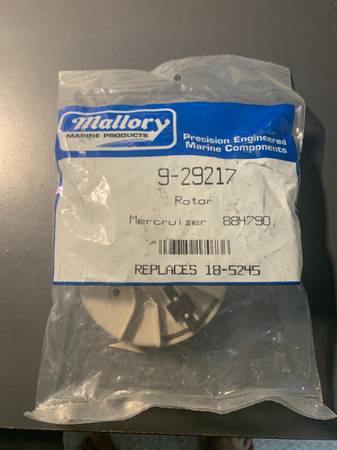 Mallory
MARINE PRODUCTS
Precision Engineered
Marine Components
9-29217
Rotor
Mercruiser 884790
REPLACES 18-5245